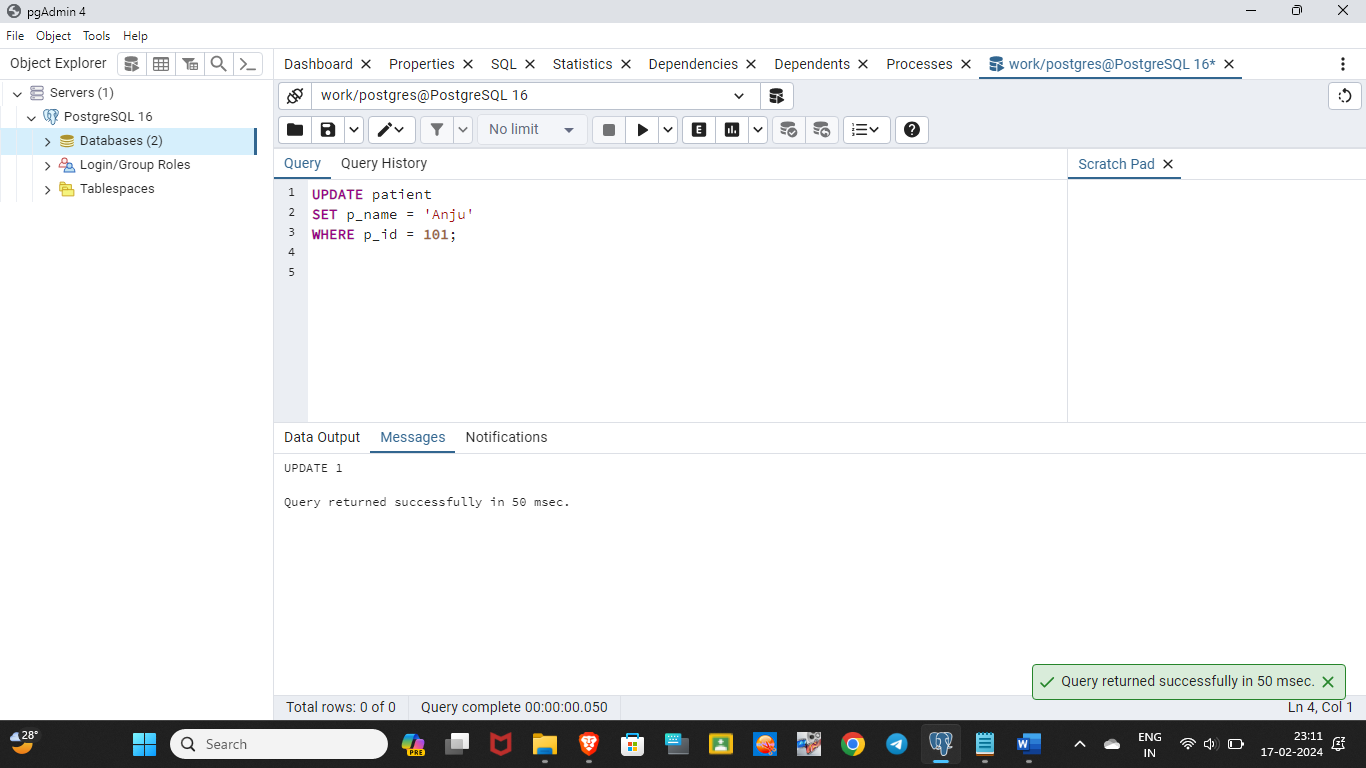 pgAdmin 4
File Object Tools Help
Object Explorer
Dashboard Properties SQL Statistics Dependencies Dependents Processes work/postgres@PostgreSQL 16*
Servers (1)
PostgreSQL 16
Databases (2)
Login/Group Roles
Tablespaces
work/postgres@PostgreSQL 16
No limit
E
Query Query History
Scratch Pad
1 UPDATE patient
2 SET p_name = 'Anju'
3 WHERE p_id = 101;
4
5
Data Output Messages Notifications
UPDATE 1
Query returned successfully in 50 msec.
Query returned successfully in 50 msec.
Total rows: 0 of 0 Query complete 00:00:00.050 Ln 4, Col 1
28°
Search
PRE
W
ENG
IN
23:11
17-02-2024